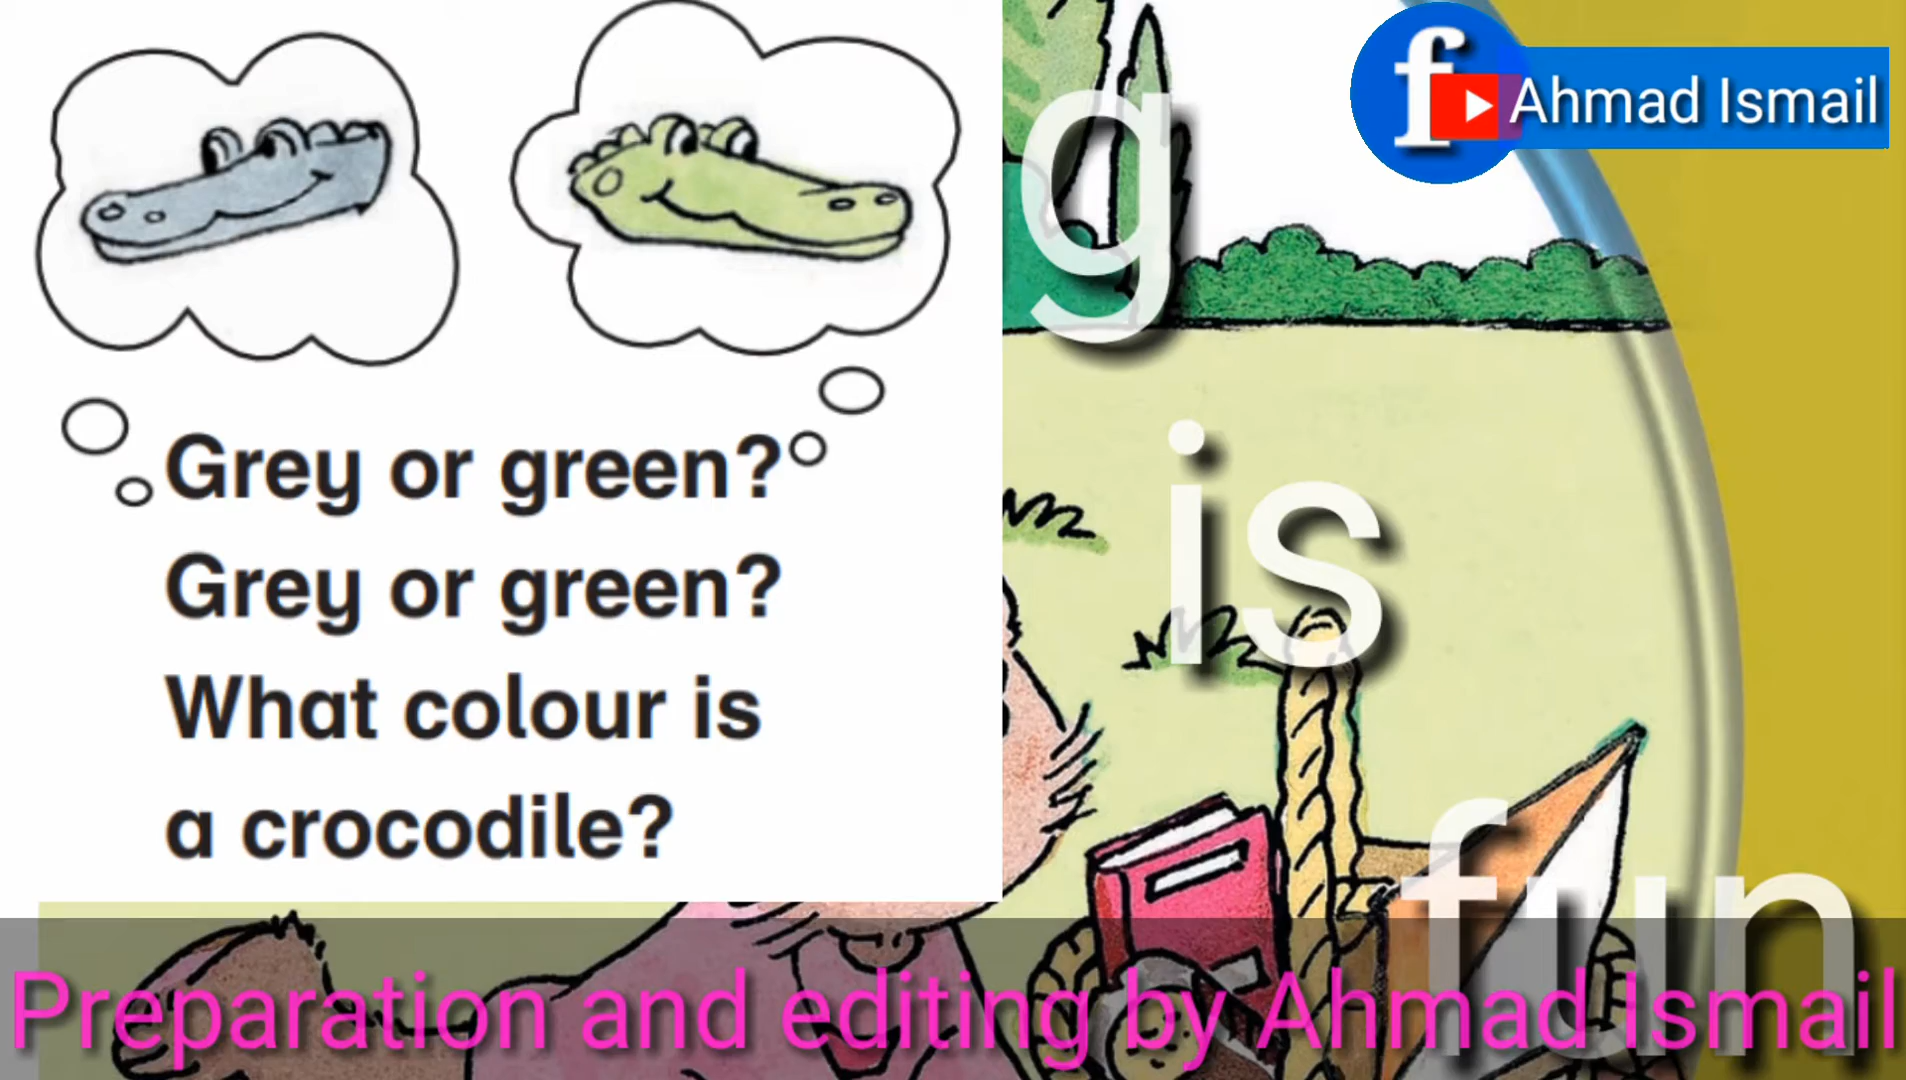 Grey or green?
Grey or green?
What colour is
a crocodile?
g
is
fun
f Ahmad Ismail
Preparation and editing by Ahmad Ismail